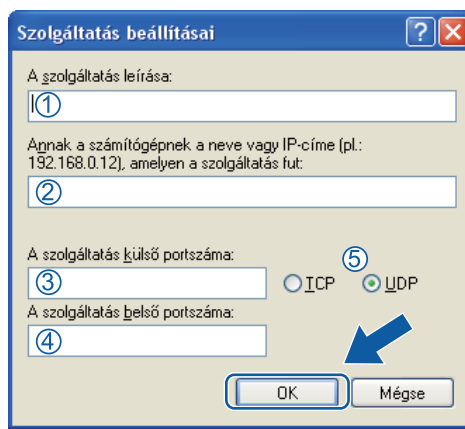 Szolgáltatás beállításai
A szolgáltatás leírása:
①
Annak a számítógépnek a neve vagy IP-címe (pl.:
192.168.0.12), amelyen a szolgáltatás fut:
②
A szolgáltatás külső portszáma:
⑤
③ TCP UDP
A szolgáltatás belső portszáma:
④
OK Mégse